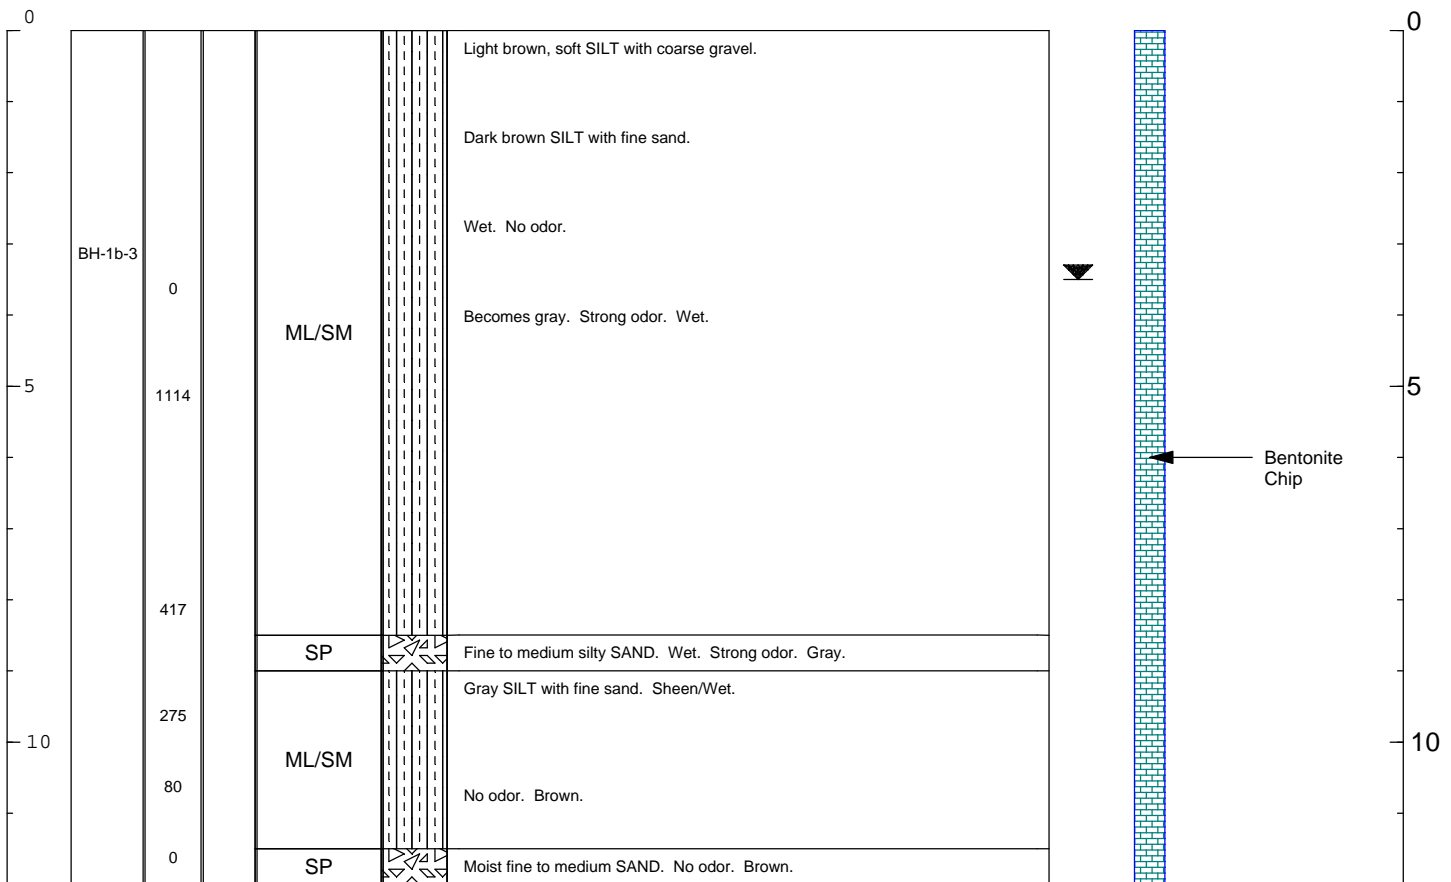 0
0
Light brown, soft SILT with coarse gravel.
Dark brown SILT with fine sand.
Wet.  No odor.
BH-1b-3
0
Becomes gray.  Strong odor.  Wet.
ML/SM
5
5
1114
Bentonite
Chip
417
SP
Fine to medium silty SAND.  Wet.  Strong odor.  Gray.
Gray SILT with fine sand.  Sheen/Wet.
275
10
10
ML/SM
80
No odor.  Brown.
0
SP
Moist fine to medium SAND.  No odor.  Brown.